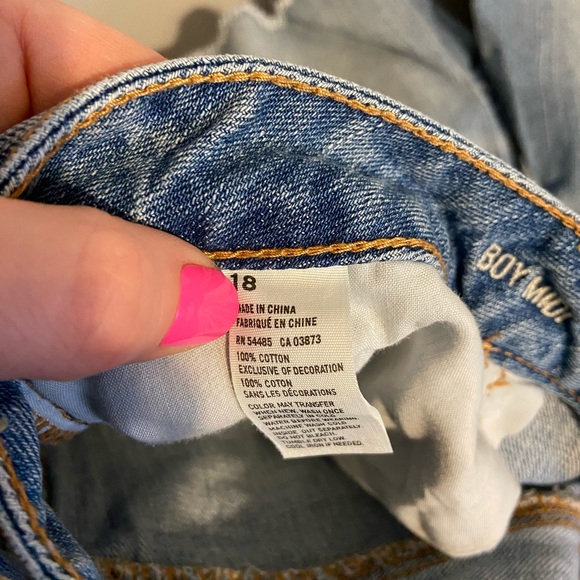 18
MADE IN CHINA
FABRIQUÉ EN CHINE
RN 54485 CA 03873
100% COTTON
EXCLUSIVE OF DECORATION
100% COTON
SANS LES DÉCORATIONS
COLOR MAY TRANSFER
WHEN NEW. WASH ONCE
SEPARATELY IN COLD
WATER BEFORE WEARING.
MACHINE WASH COLD
INSIDE OUT SEPARATELY.
DO NOT BLEACH.
TUMBLE DRY LOW.
COOL IRON IF NEEDED.
BOY